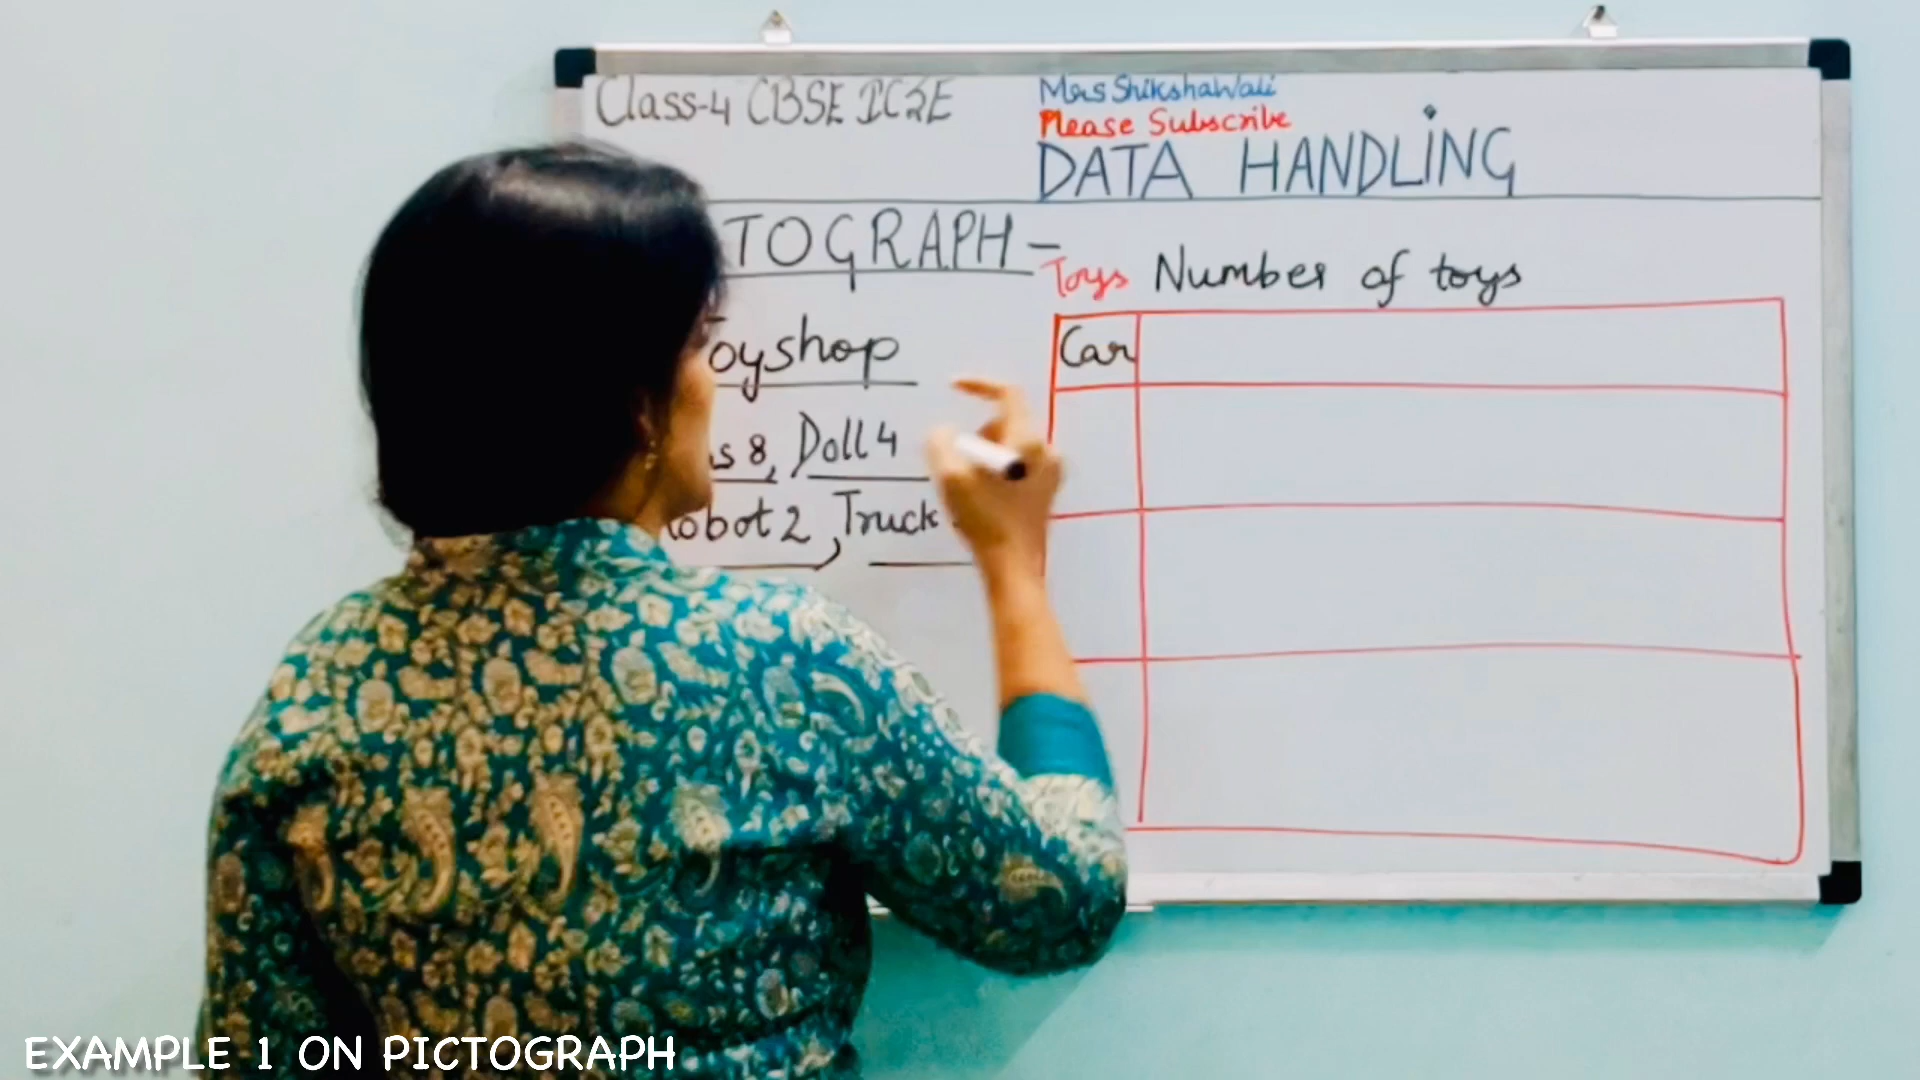 Class-4 CBSE ICSE
Mrs ShikshaWali
Please Subscribe
DATA HANDLING
TOGRAPH -
Toys Number of toys
oyshop
Car
s 8, Doll 4
obot 2, Truck
EXAMPLE 1 ON PICTOGRAPH